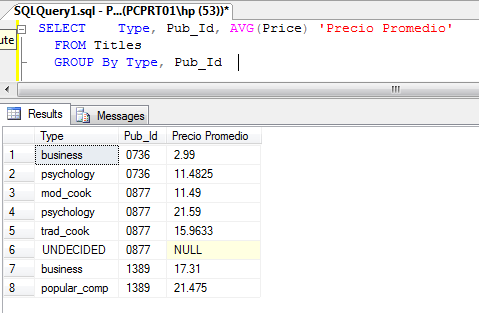 SQLQuery1.sql - P...(PCPRT01\hp (53))*
ute
SELECT Type, Pub_Id, AVG(Price) 'Precio Promedio'
FROM Titles
GROUP By Type, Pub_Id
Results Messages
Type Pub_Id Precio Promedio
1 business 0736 2.99
2 psychology 0736 11.4825
3 mod_cook 0877 11.49
4 psychology 0877 21.59
5 trad_cook 0877 15.9633
6 UNDECIDED 0877 NULL
7 business 1389 17.31
8 popular_comp 1389 21.475